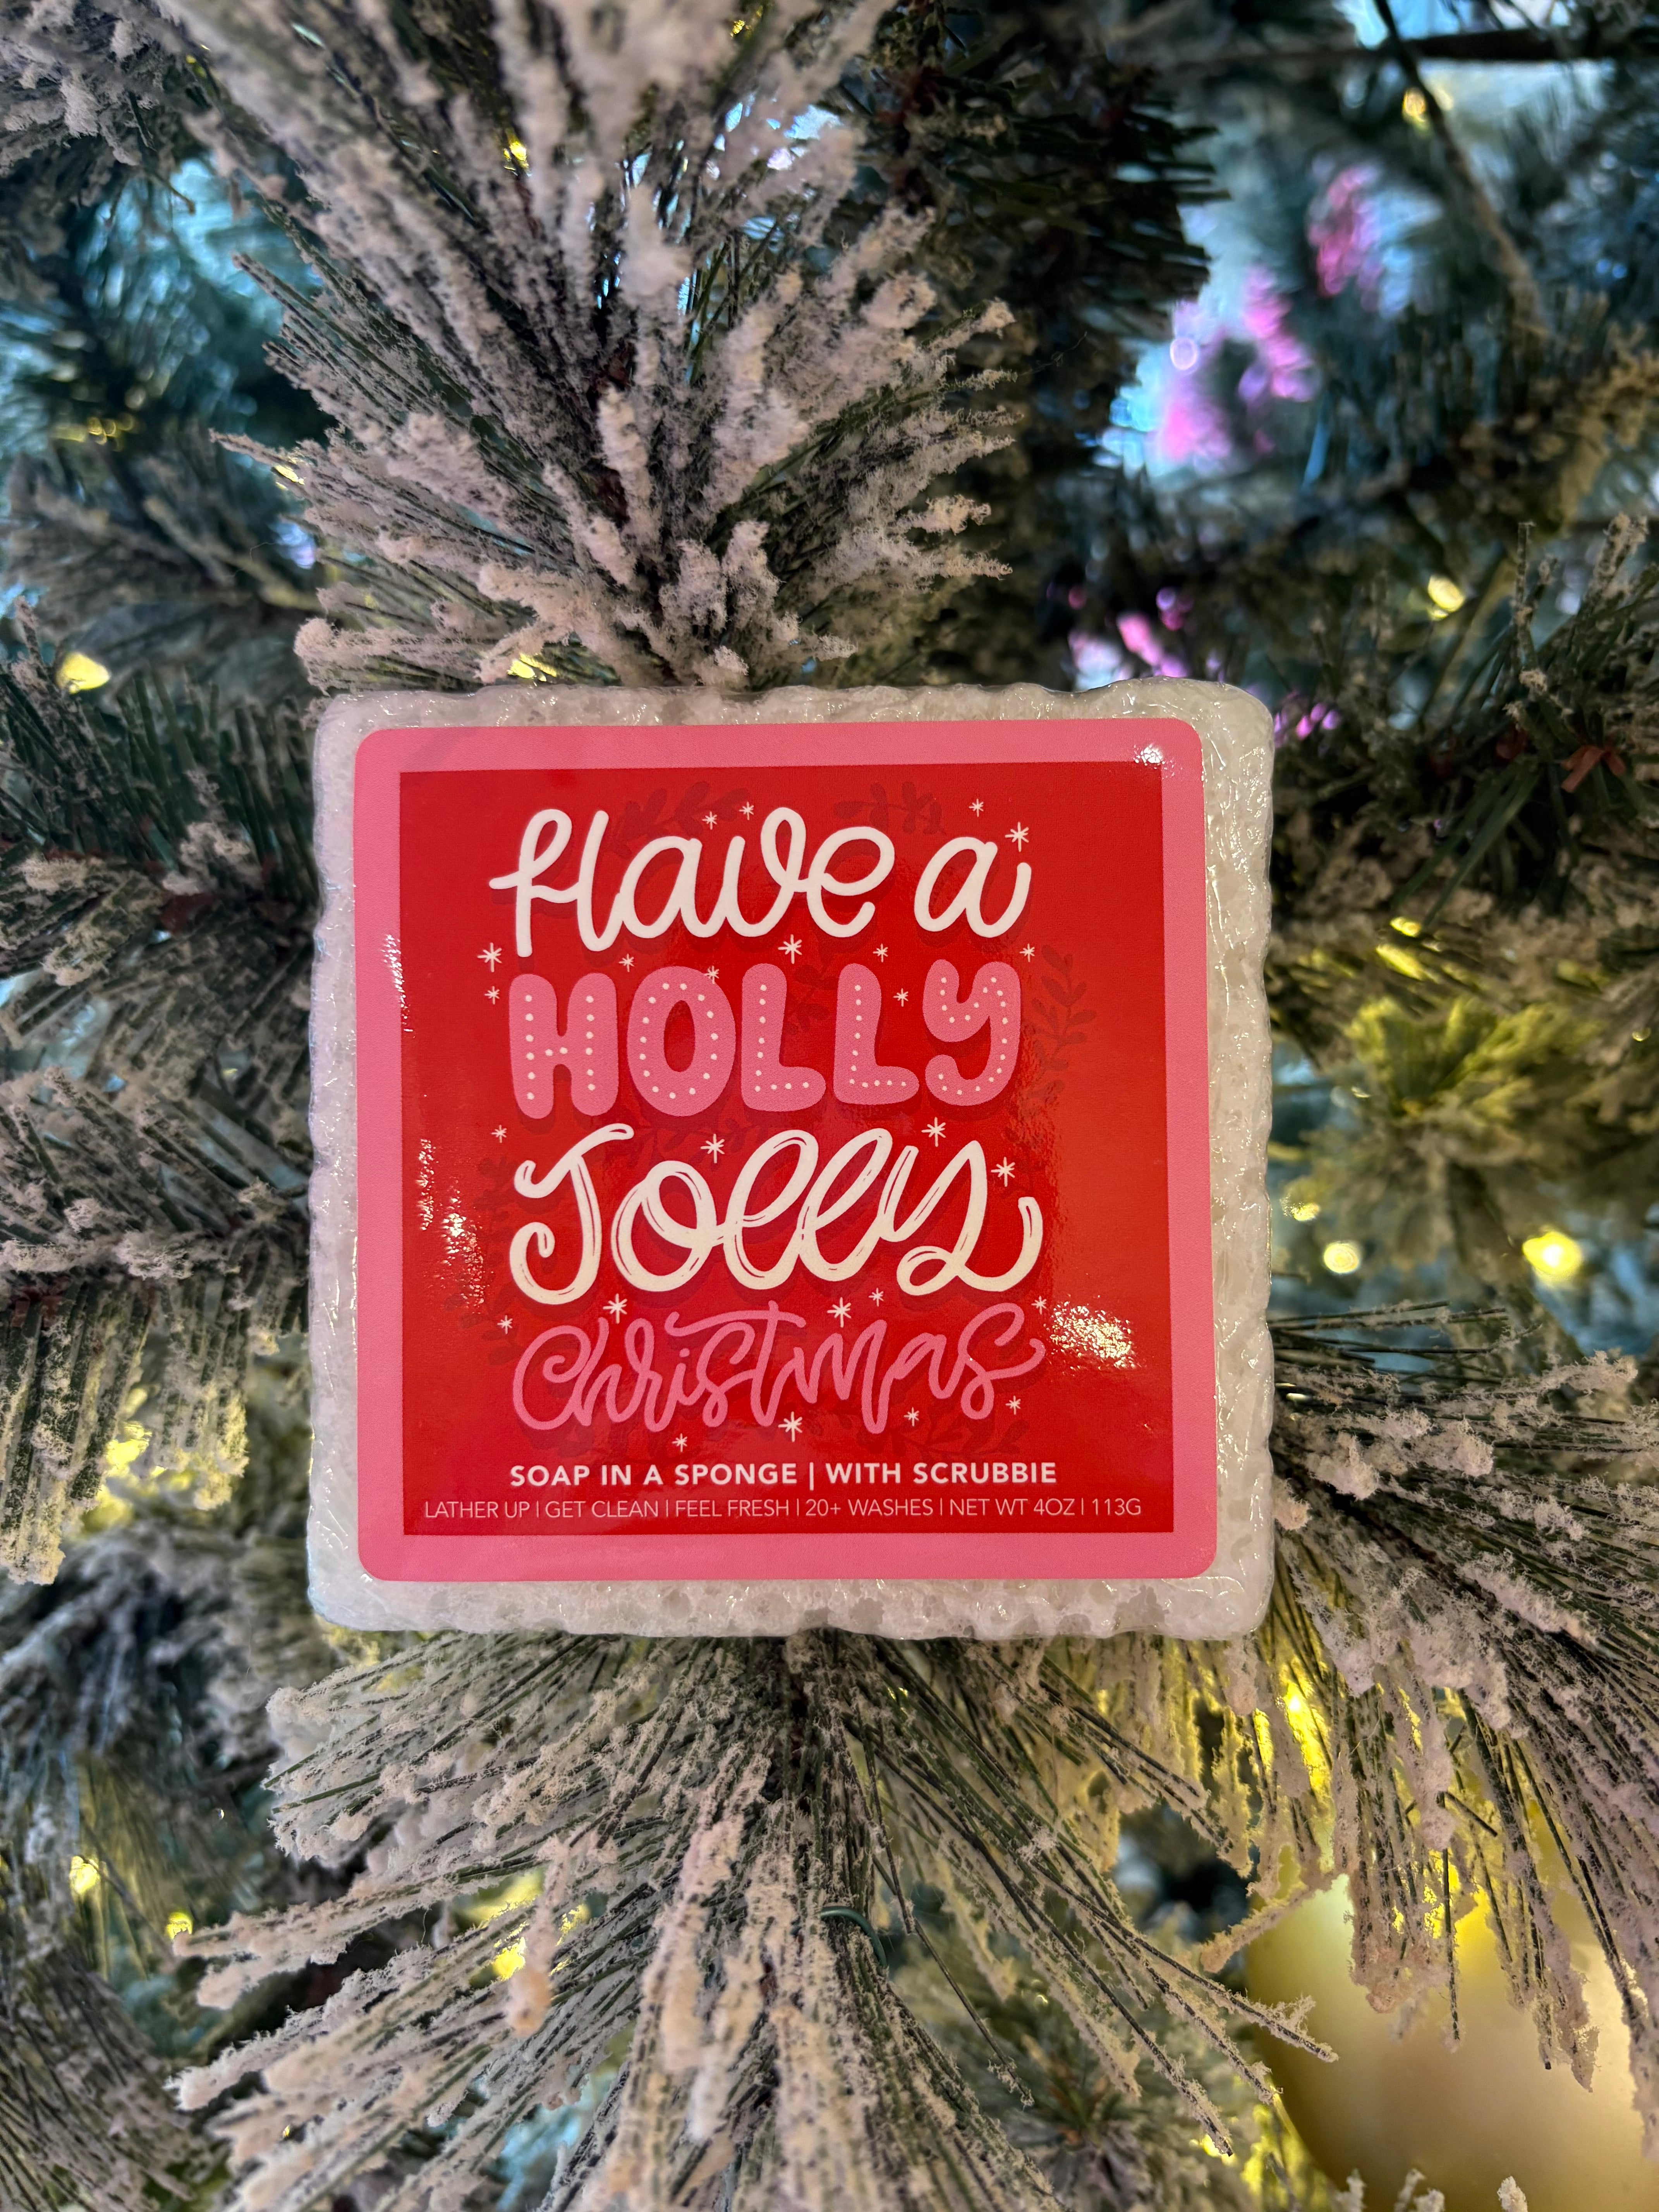 Have a
HOLLY
Jolly
Christmas
SOAP IN A SPONGE | WITH SCRUBBIE
LATHER UP | GET CLEAN | FEEL FRESH | 20+ WASHES | NET WT 4OZ | 113G